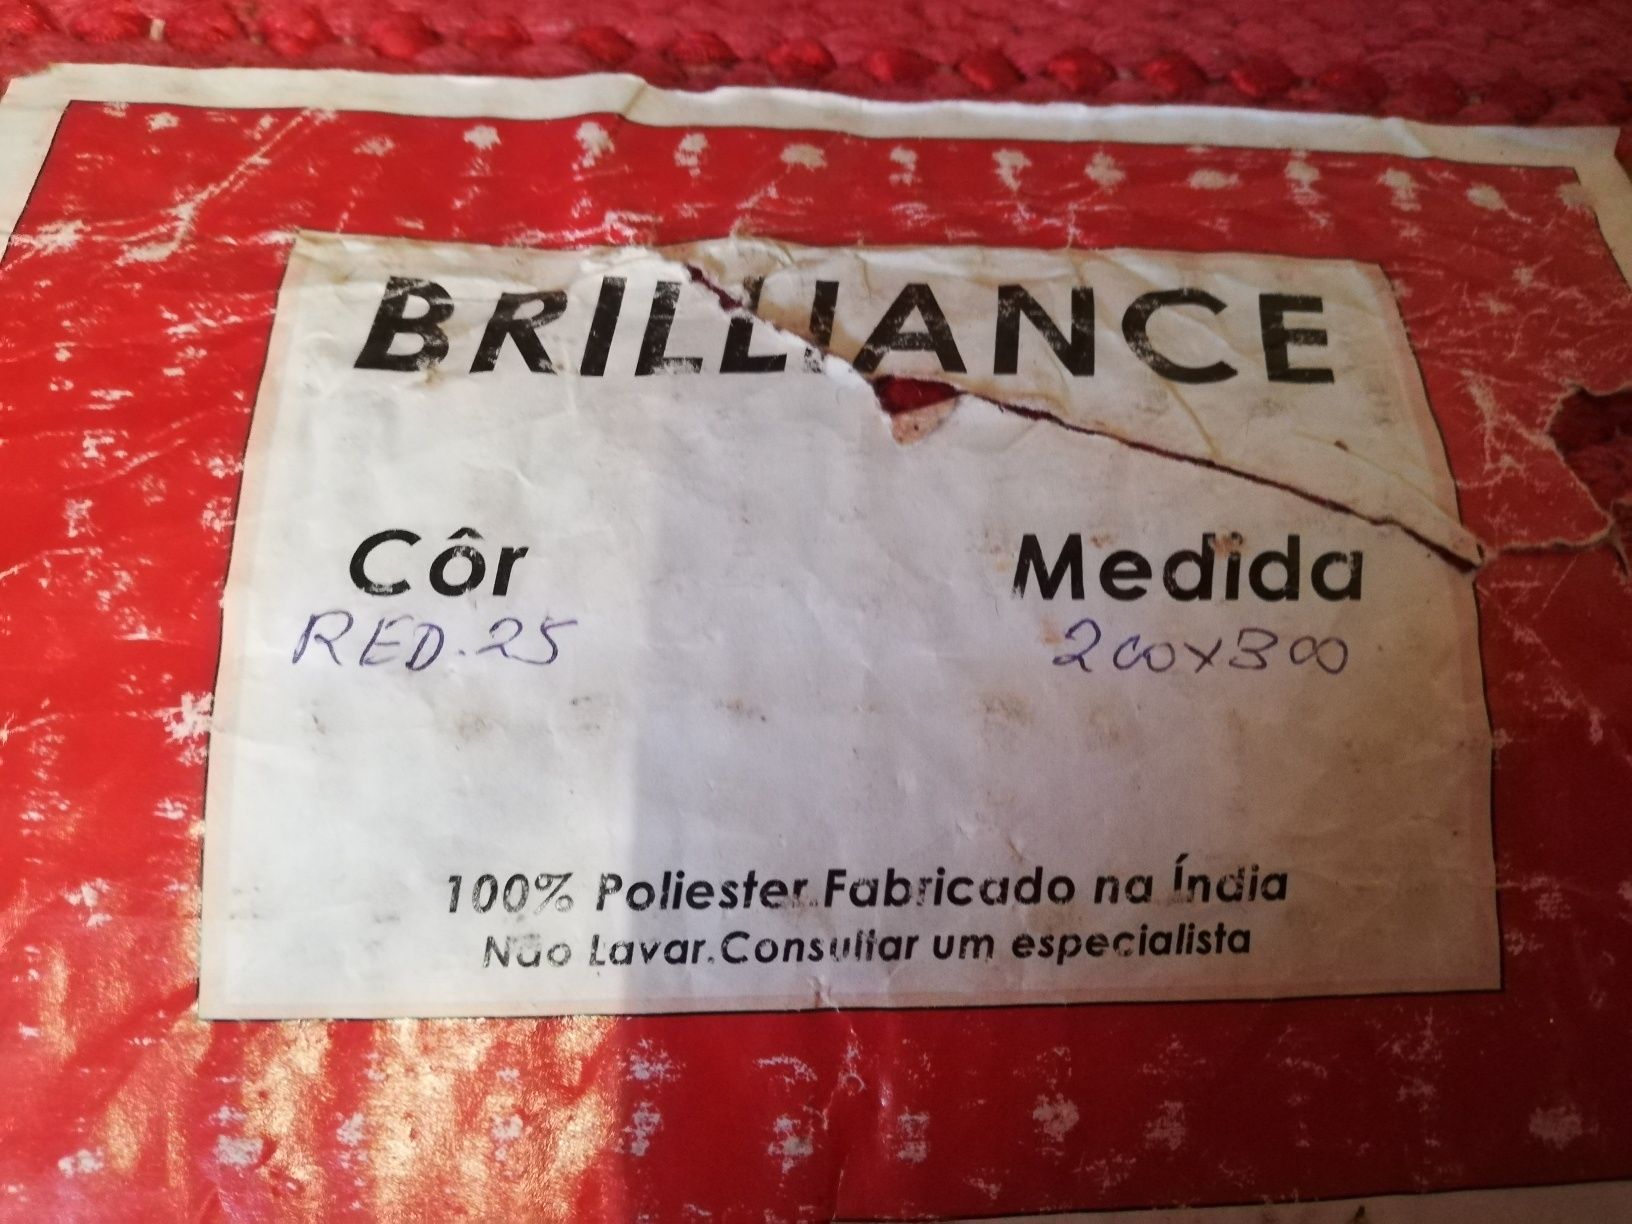 BRILLIANCE
Côr Medida
RED.25 200x300
100% Poliester.Fabricado na Índia
Não Lavar.Consultar um especialista